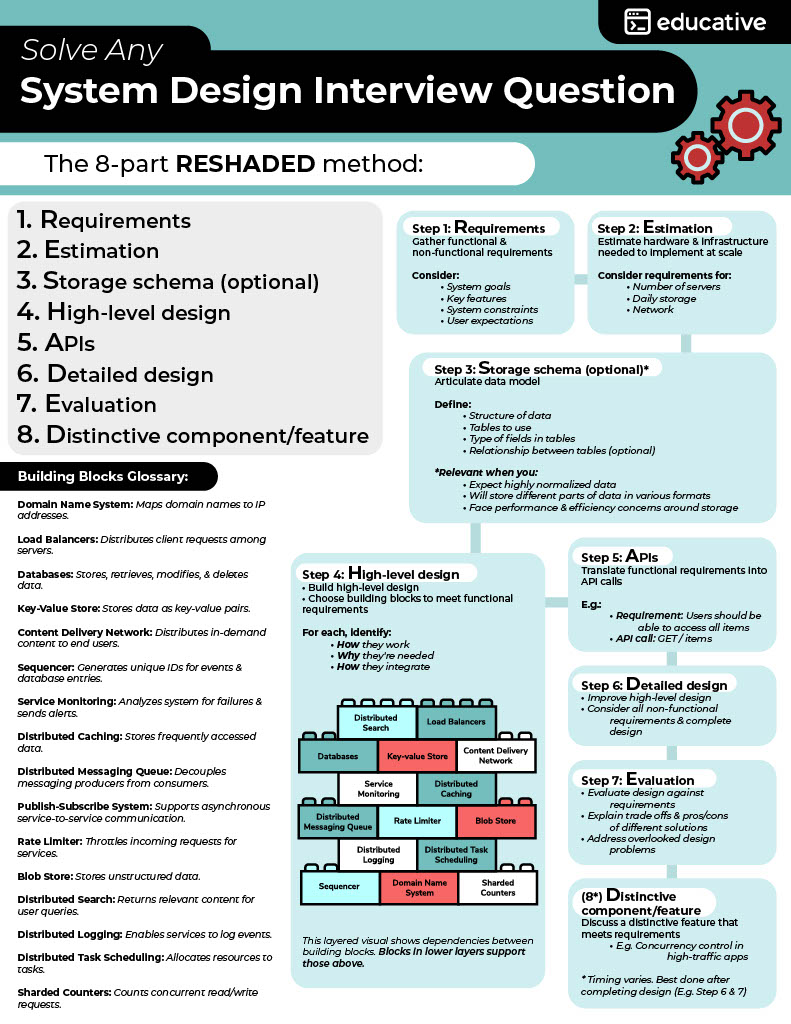 educative
Solve Any
System Design Interview Question
The 8-part RESHADED method:
1. Requirements
2. Estimation
3. Storage schema (optional)
4. High-level design
5. APIs
6. Detailed design
7. Evaluation
8. Distinctive component/feature
Building Blocks Glossary:
Domain Name System: Maps domain names to IP
addresses.
Load Balancers: Distributes client requests among
servers.
Databases: Stores, retrieves, modifies, & deletes
data.
Key-Value Store: Stores data as key-value pairs.
Content Delivery Network: Distributes in-demand
content to end users.
Sequencer: Generates unique IDs for events &
database entries.
Service Monitoring: Analyzes system for failures &
sends alerts.
Distributed Caching: Stores frequently accessed
data.
Distributed Messaging Queue: Decouples
messaging producers from consumers.
Publish-Subscribe System: Supports asynchronous
service-to-service communication.
Rate Limiter: Throttles incoming requests for
services.
Blob Store: Stores unstructured data.
Distributed Search: Returns relevant content for
user queries.
Distributed Logging: Enables services to log events.
Distributed Task Scheduling: Allocates resources to
tasks.
Sharded Counters: Counts concurrent read/write
requests.
Step 1: Requirements
Gather functional &
non-functional requirements
Consider:
• System goals
• Key features
• System constraints
• User expectations
Step 2: Estimation
Estimate hardware & infrastructure
needed to implement at scale
Consider requirements for:
• Number of servers
• Daily storage
• Network
Step 3: Storage schema (optional)*
Articulate data model
Define:
• Structure of data
• Tables to use
• Type of fields in tables
• Relationship between tables (optional)
*Relevant when you:
• Expect highly normalized data
• Will store different parts of data in various formats
• Face performance & efficiency concerns around storage
Step 4: High-level design
• Build high-level design
• Choose building blocks to meet functional
requirements
For each, identify:
• How they work
• Why they're needed
• How they integrate
Distributed
Search
Load Balancers
Databases
Key-value Store
Content Delivery
Network
Service
Monitoring
Distributed
Caching
Distributed
Messaging Queue
Rate Limiter
Blob Store
Distributed
Logging
Distributed Task
Scheduling
Sequencer
Domain Name
System
Sharded
Counters
This layered visual shows dependencies between
building blocks. Blocks in lower layers support
those above.
Step 5: APIs
Translate functional requirements into
API calls
E.g.:
• Requirement: Users should be
able to access all items
• API call: GET / items
Step 6: Detailed design
• Improve high-level design
• Consider all non-functional
requirements & complete
design
Step 7: Evaluation
• Evaluate design against
requirements
• Explain trade offs & pros/cons
of different solutions
• Address overlooked design
problems
(8*) Distinctive
component/feature
Discuss a distinctive feature that
meets requirements
• E.g. Concurrency control in
high-traffic apps
*Timing varies. Best done after
completing design (E.g. Step 6 & 7)